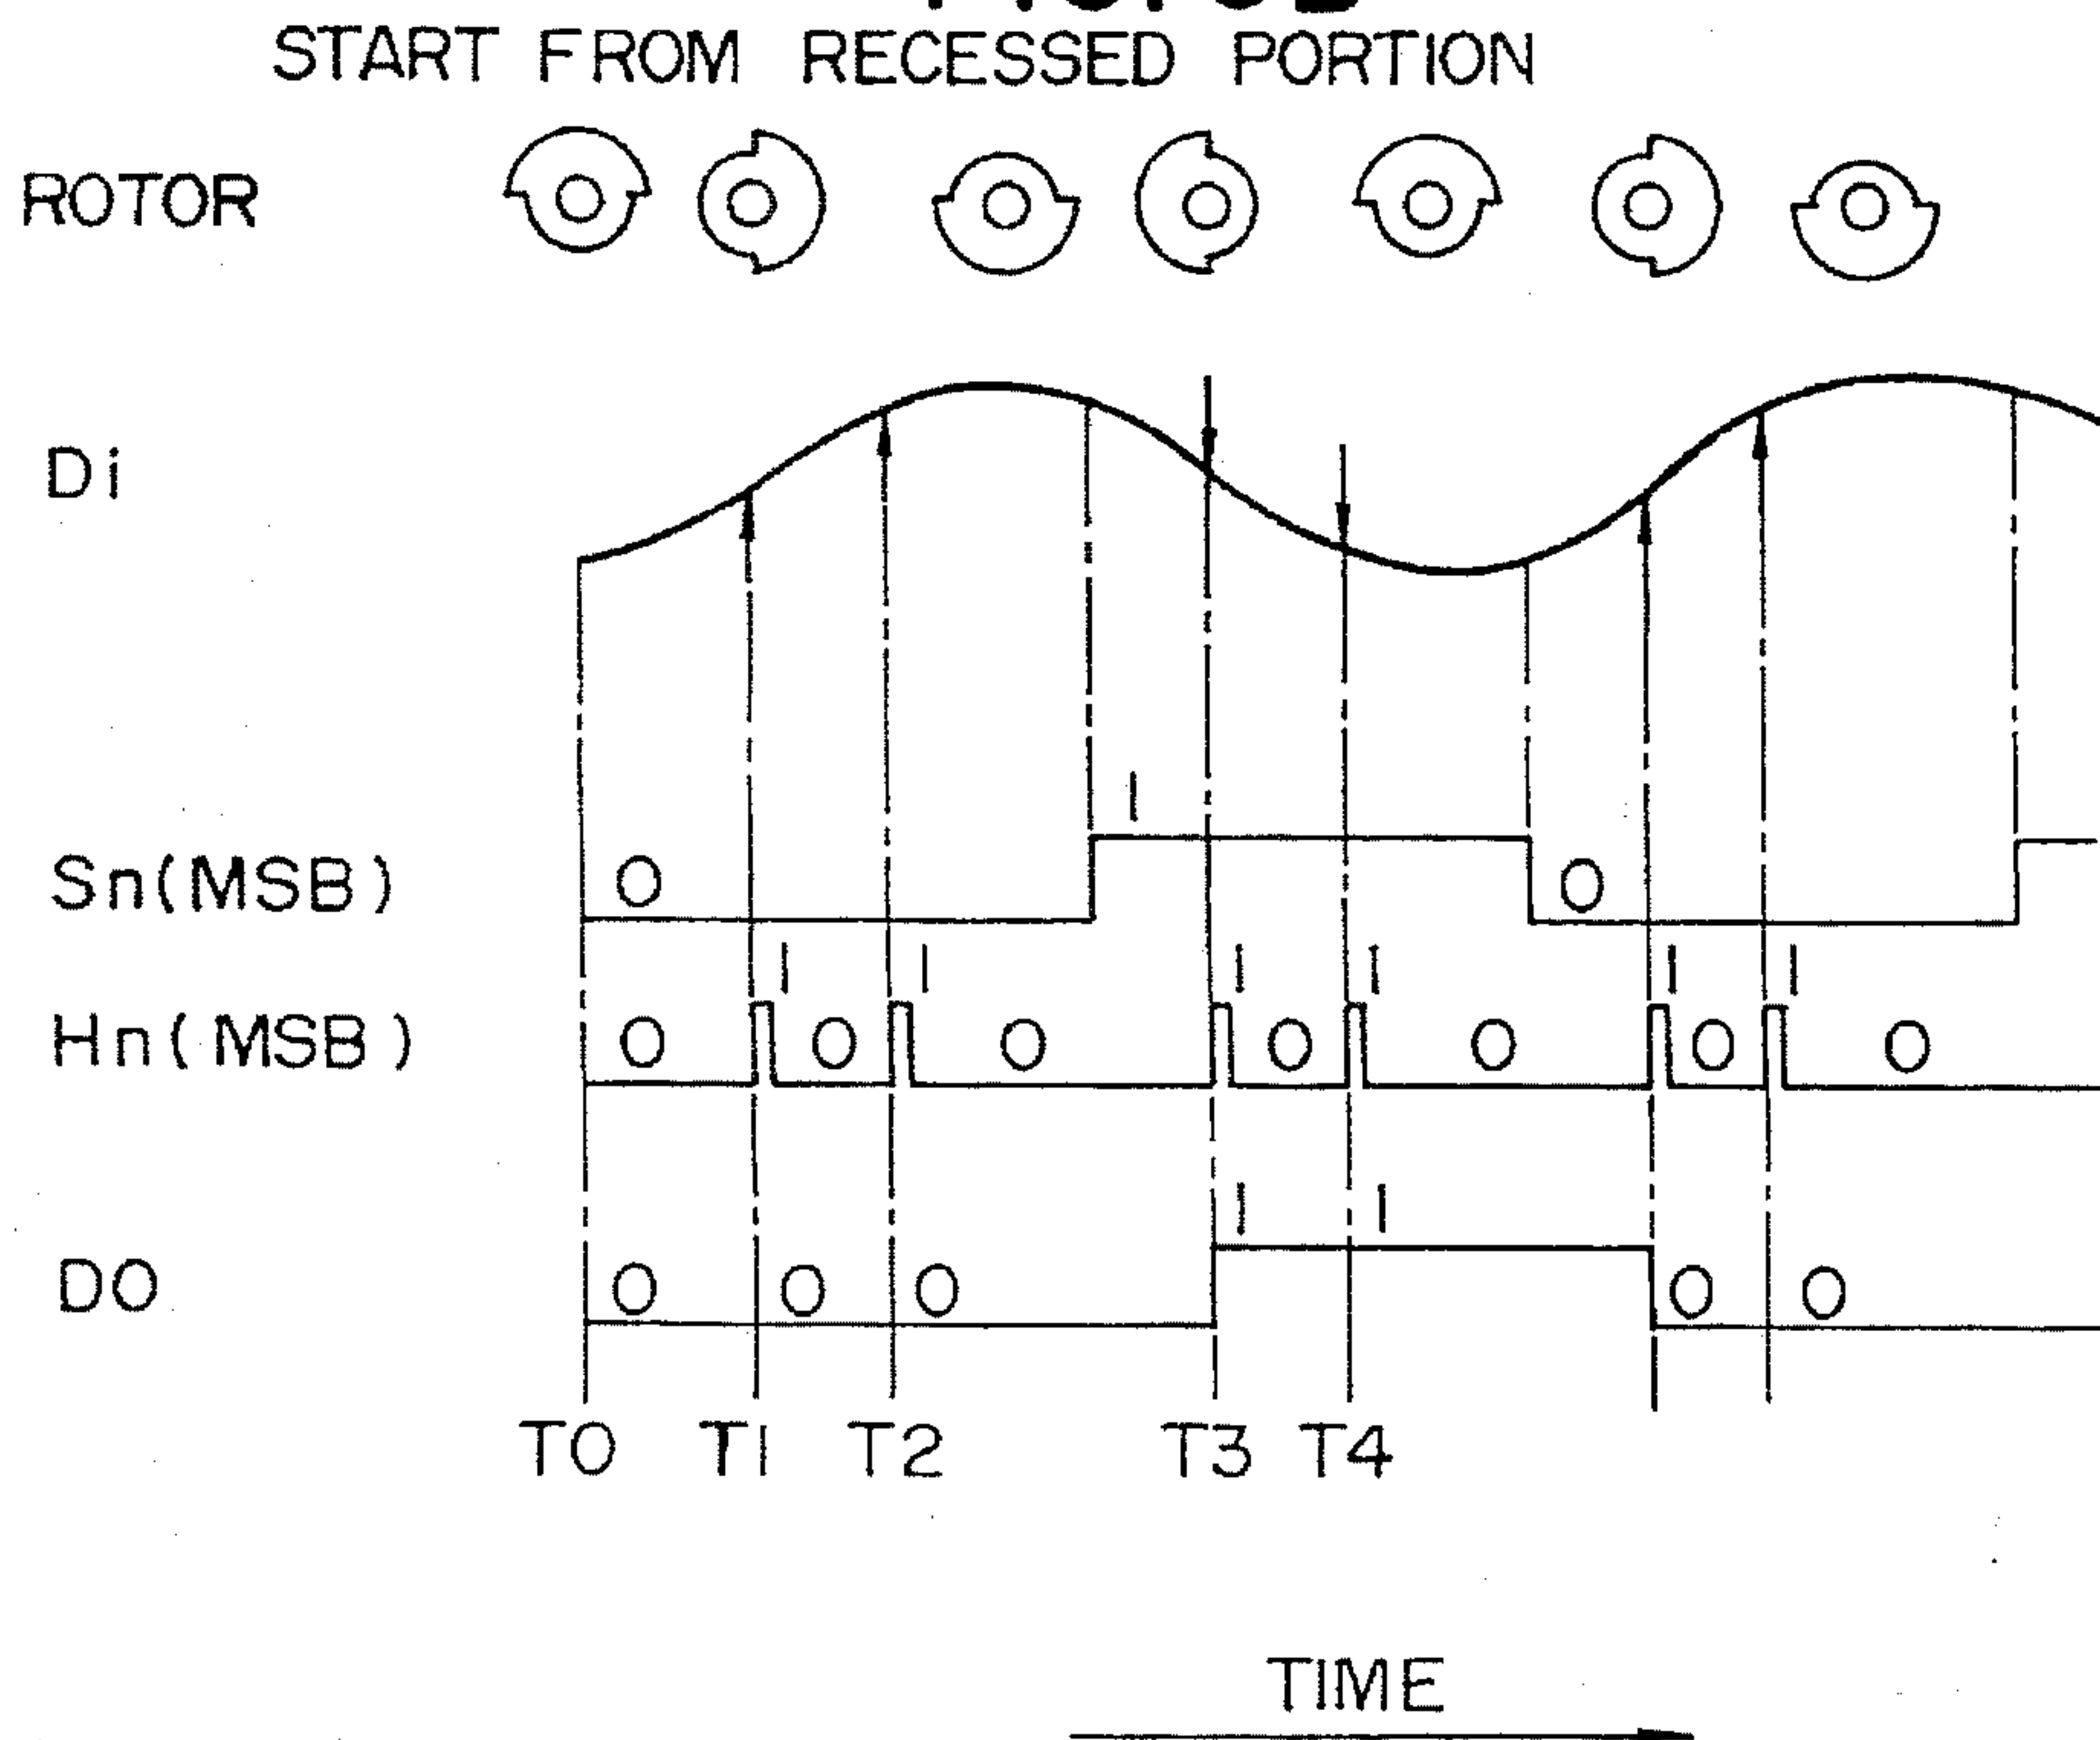 START FROM RECESSED PORTION
ROTOR
Di
1
Sn(MSB) 0 0
1 1 1 1 1 1
Hn(MSB) 0 0 0 0 0 0 0
1 1
DO 0 0 0 0 0
T0 T1 T2 T3 T4
TIME